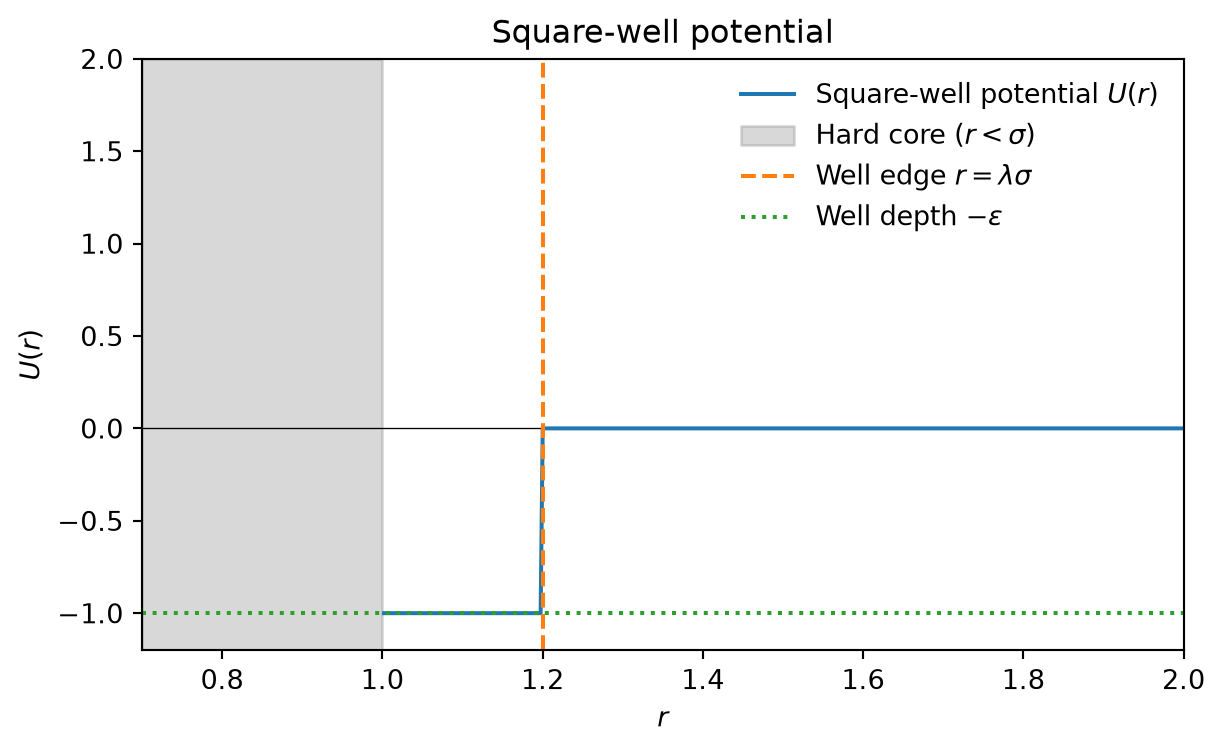 Square-well potential
Square-well potential U(r)
Hard core (r < σ)
Well edge r = λσ
Well depth −ε
U(r)
2.0
1.5
1.0
0.5
0.0
−0.5
−1.0
0.8 1.0 1.2 1.4 1.6 1.8 2.0
r